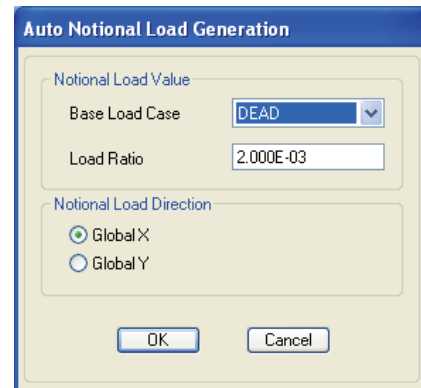 Auto Notional Load Generation
Notional Load Value
Base Load Case DEAD
Load Ratio 2.000E-03
Notional Load Direction
Global X
Global Y
OK Cancel